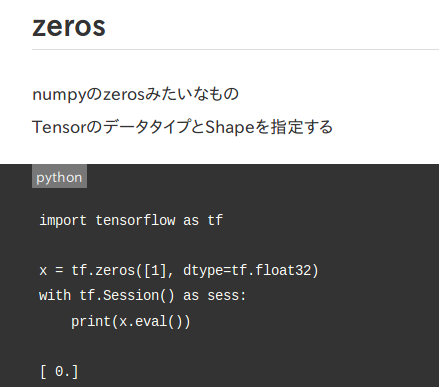 zeros
numpyのzerosみたいなもの
TensorのデータタイプとShapeを指定する
python
import tensorflow as tf
x = tf.zeros([1], dtype=tf.float32)
with tf.Session() as sess:
    print(x.eval())
[ 0.]